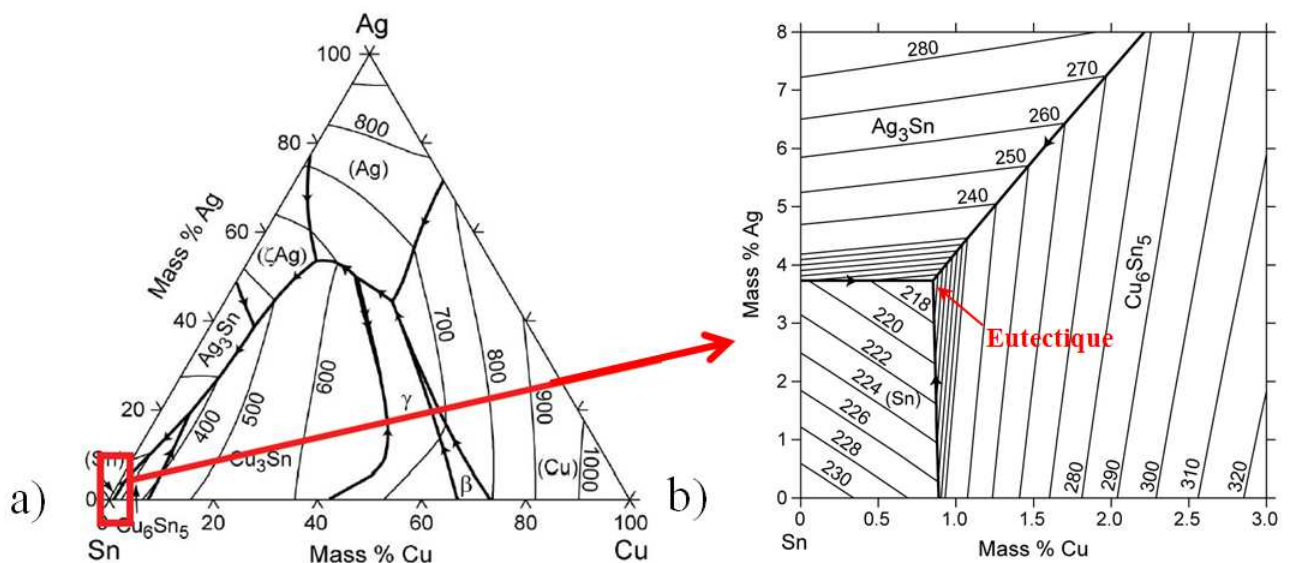 a)
Ag
100
80
60
40
20
0
Mass % Ag
800
(Ag)
(ζAg)
Ag3Sn
(Sn)
400
500
600
700
800
900
1000
γ
β
Cu3Sn
(Cu)
Cu6Sn5
0
20
40
60
80
100
Sn
Mass % Cu
Cu
b)
8
7
6
5
4
3
2
1
0
Mass % Ag
280
270
260
250
240
Ag3Sn
218
220
222
224 (Sn)
226
228
230
Eutectique
Cu6Sn5
280
290
300
310
320
0
0.5
1.0
1.5
2.0
2.5
3.0
Sn
Mass % Cu